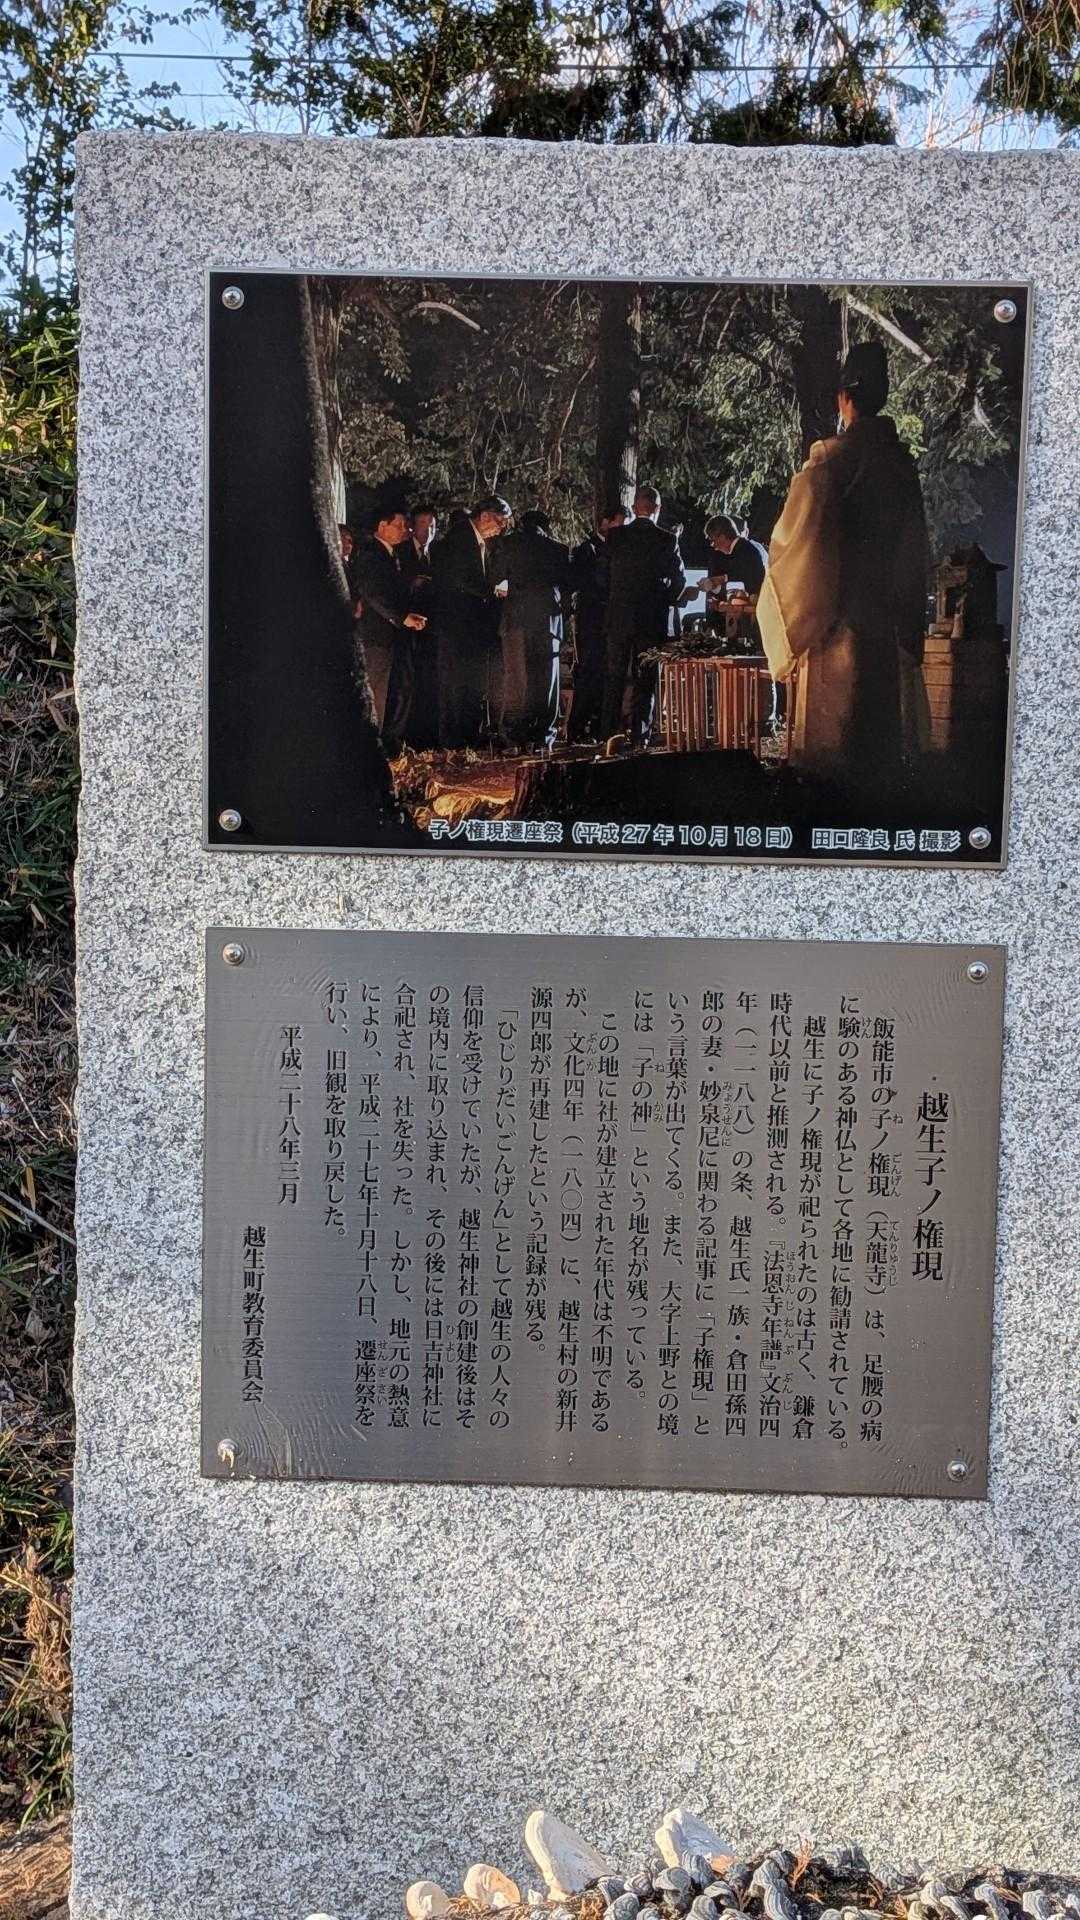 子ノ権現遷座祭（平成27年10月18日）　田口隆良 氏 撮影
越生子ノ権現
飯能市の子ノ権現（天龍寺）は、足腰の病
に験のある神仏として各地に勧請されている。
越生に子ノ権現が祀られたのは古く、鎌倉
時代以前と推測される。『法恩寺年譜』文治四
年（一一八八）の条、越生氏一族・倉田孫四
郎の妻・妙泉尼に関わる記事に「子権現」と
いう言葉が出てくる。また、大字上野との境
には「子の神」という地名が残っている。
この地に社が建立された年代は不明である
が、文化四年（一八〇四）に、越生村の新井
源四郎が再建したという記録が残る。
「ひじりだいごんげん」として越生の人々の
信仰を受けていたが、越生神社の創建後はそ
の境内に取り込まれ、その後には日吉神社に
合祀され、社を失った。しかし、地元の熱意
により、平成二十七年十月十八日、遷座祭を
行い、旧観を取り戻した。
平成二十八年三月
越生町教育委員会